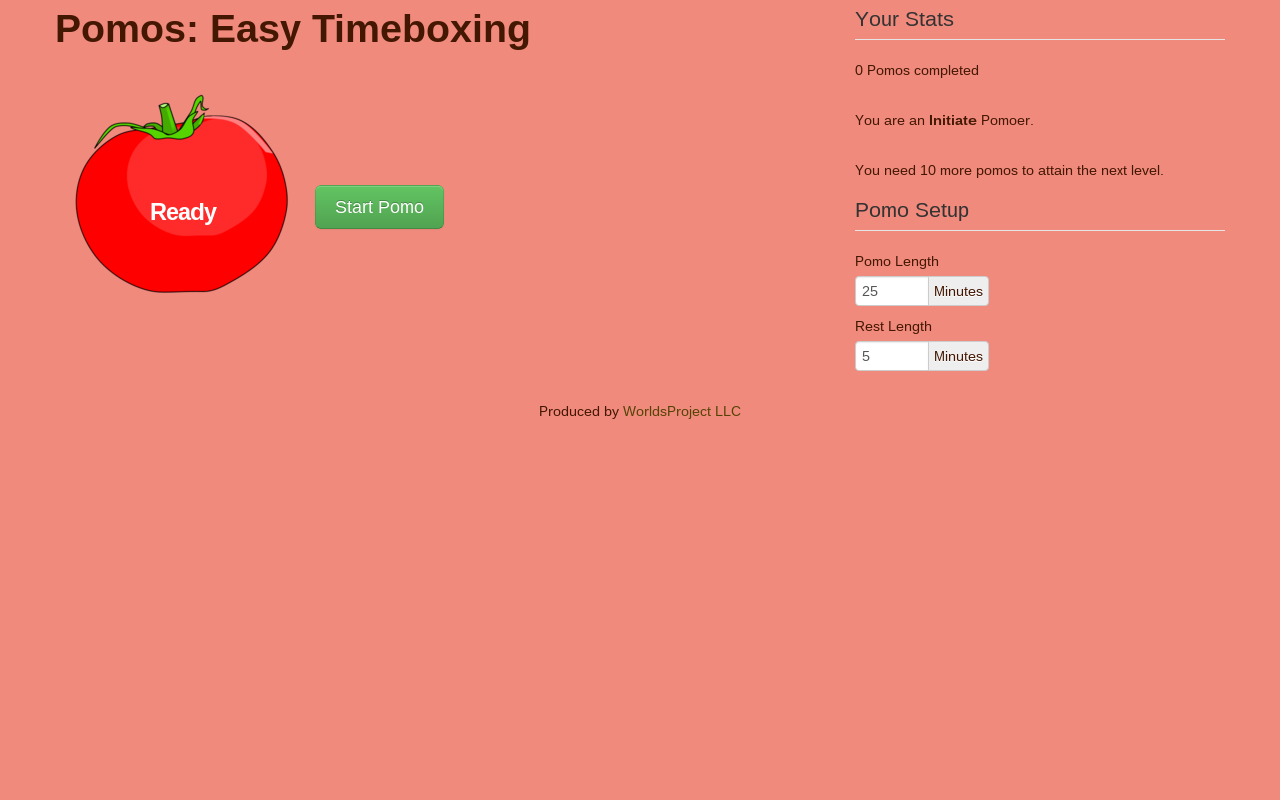 Pomos: Easy Timeboxing
Ready
Start Pomo
Your Stats
0 Pomos completed
You are an Initiate Pomoer.
You need 10 more pomos to attain the next level.
Pomo Setup
Pomo Length
25 Minutes
Rest Length
5 Minutes
Produced by WorldsProject LLC